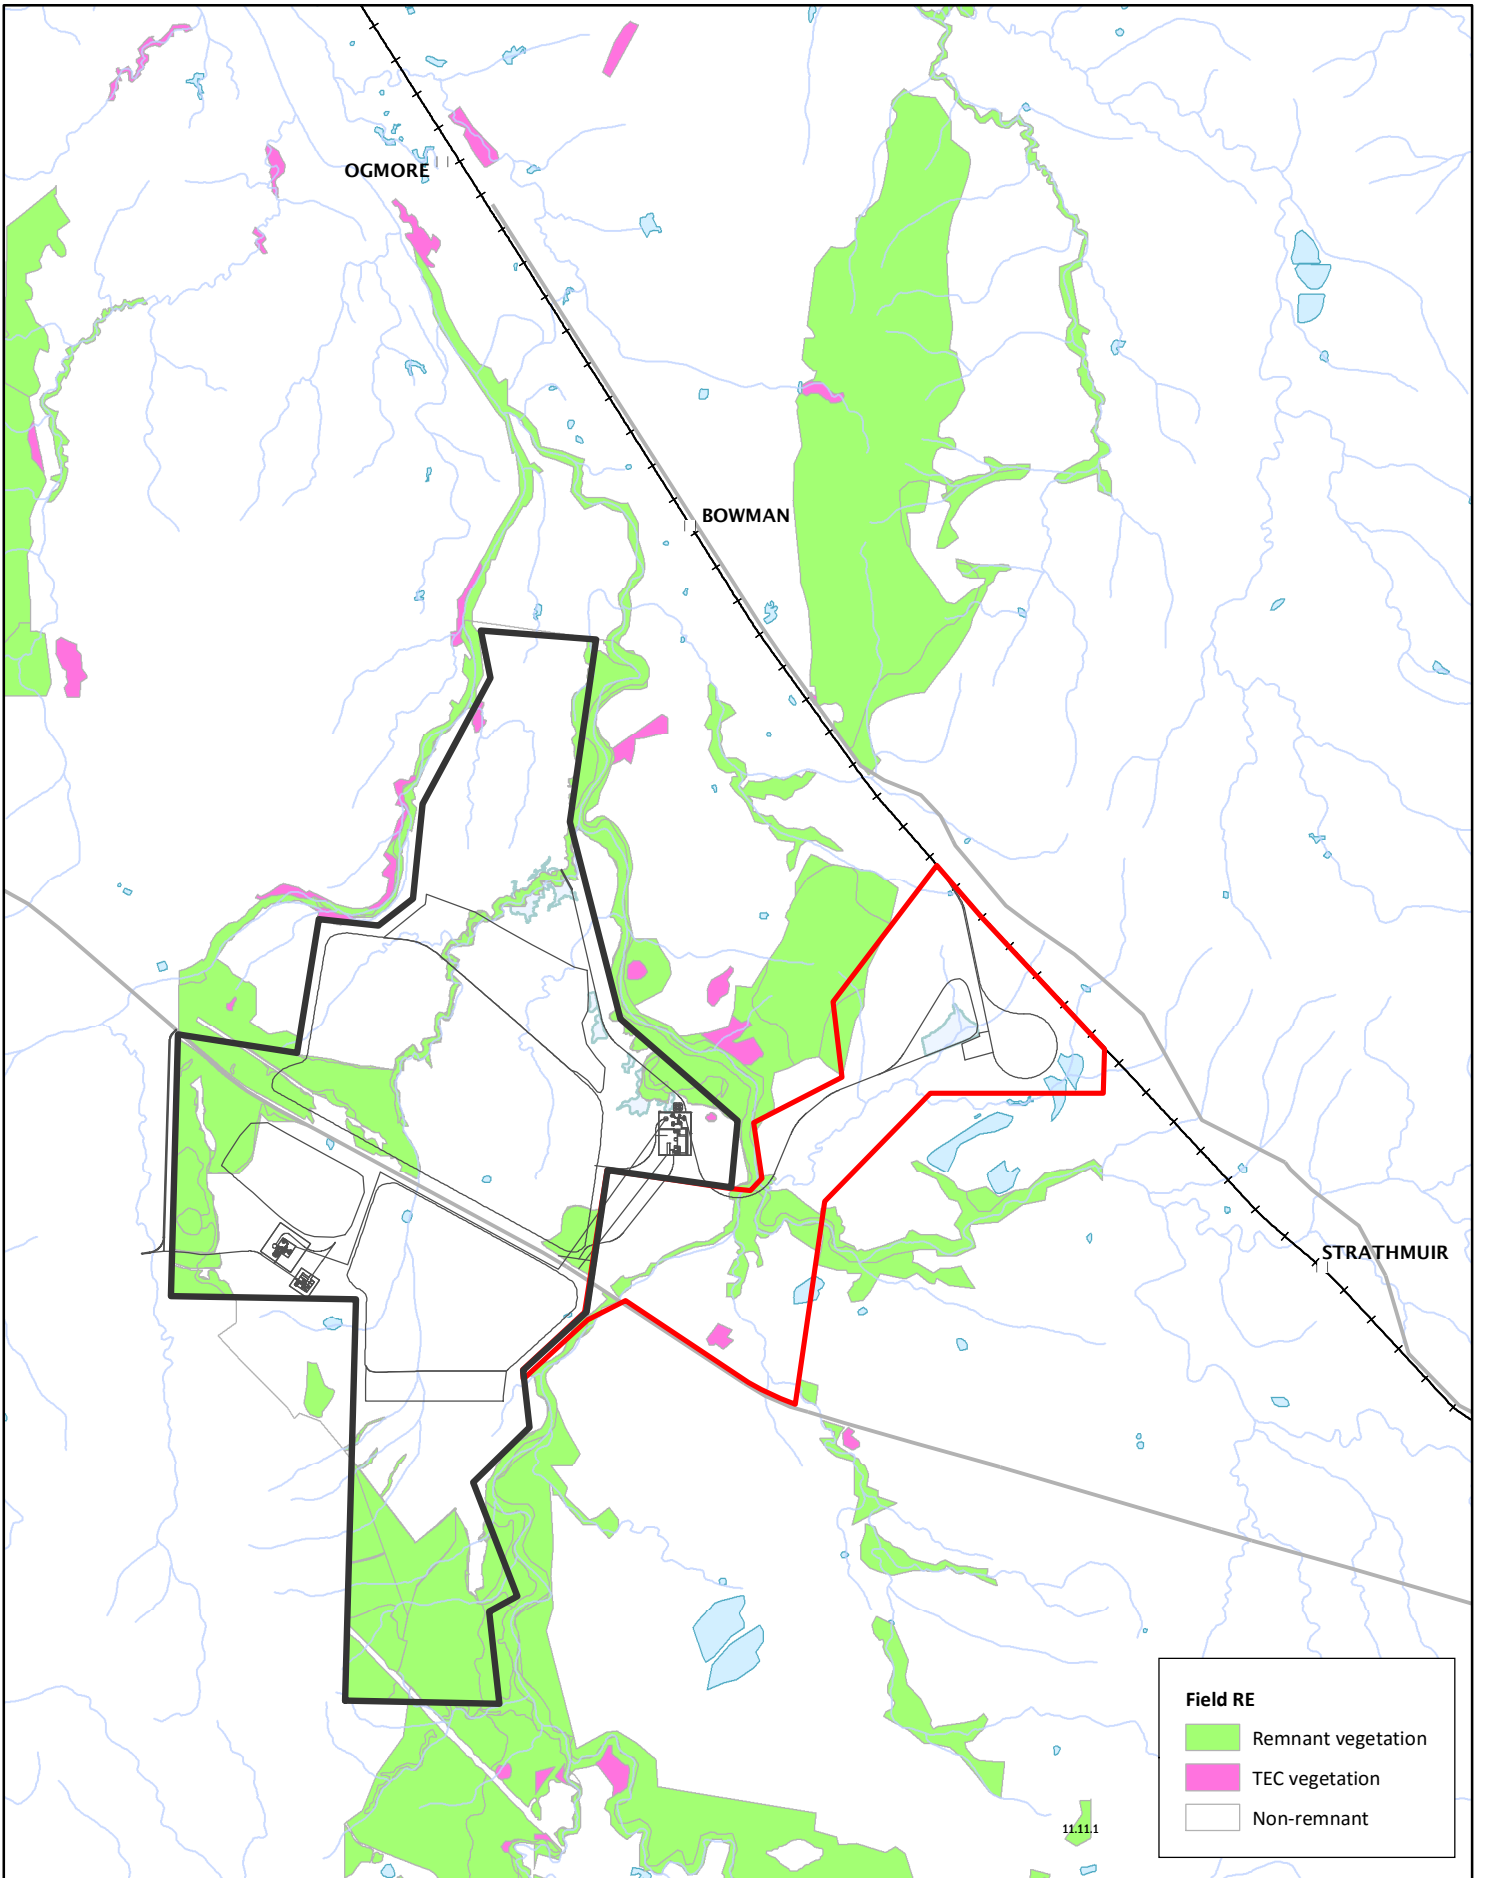 OGMORE
BOWMAN
STRATHMUIR
Field RE
Remnant vegetation
TEC vegetation
Non-remnant
11.11.1